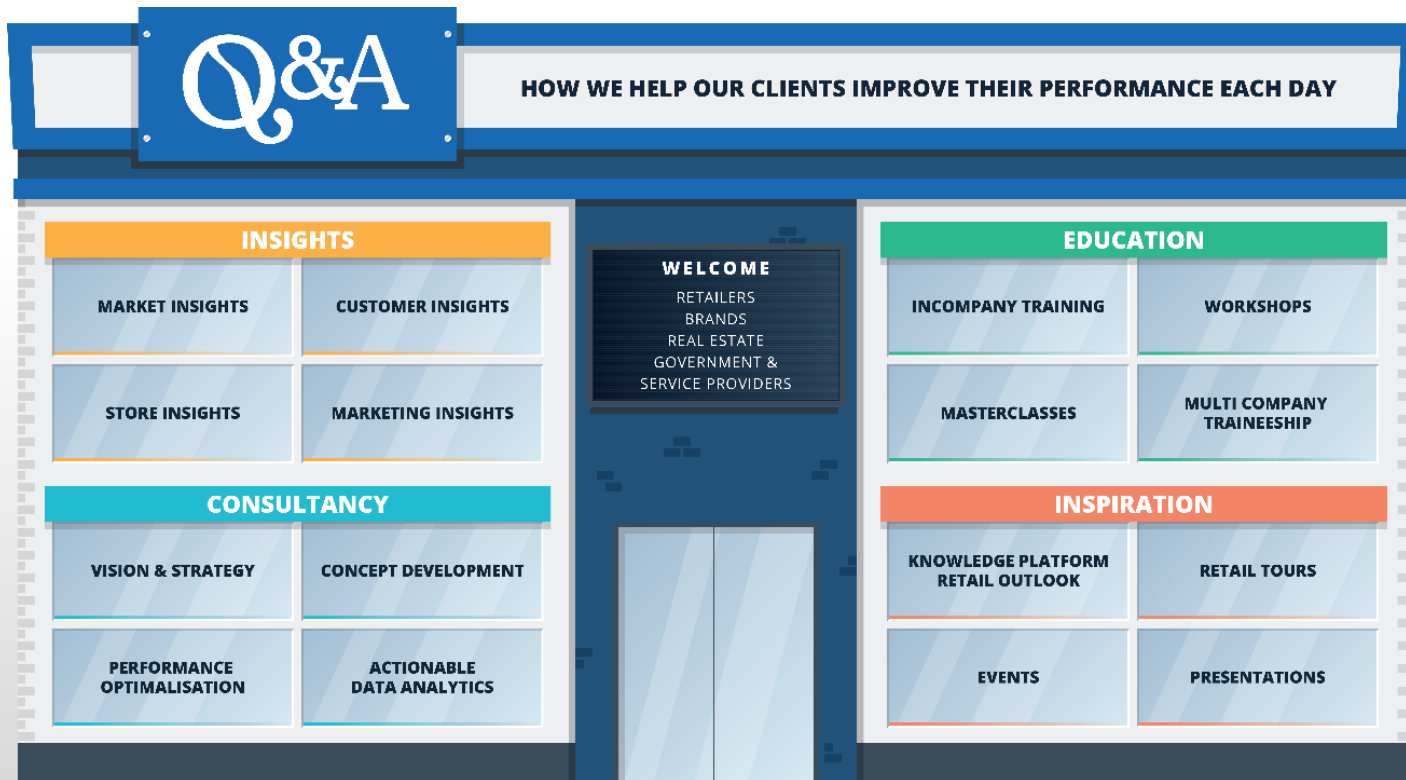 Q&A
HOW WE HELP OUR CLIENTS IMPROVE THEIR PERFORMANCE EACH DAY
INSIGHTS
MARKET INSIGHTS
CUSTOMER INSIGHTS
STORE INSIGHTS
MARKETING INSIGHTS
CONSULTANCY
VISION & STRATEGY
CONCEPT DEVELOPMENT
PERFORMANCE
OPTIMALISATION
ACTIONABLE
DATA ANALYTICS
WELCOME
RETAILERS
BRANDS
REAL ESTATE
GOVERNMENT &
SERVICE PROVIDERS
EDUCATION
INCOMPANY TRAINING
WORKSHOPS
MASTERCLASSES
MULTI COMPANY
TRAINEESHIP
INSPIRATION
KNOWLEDGE PLATFORM
RETAIL OUTLOOK
RETAIL TOURS
EVENTS
PRESENTATIONS